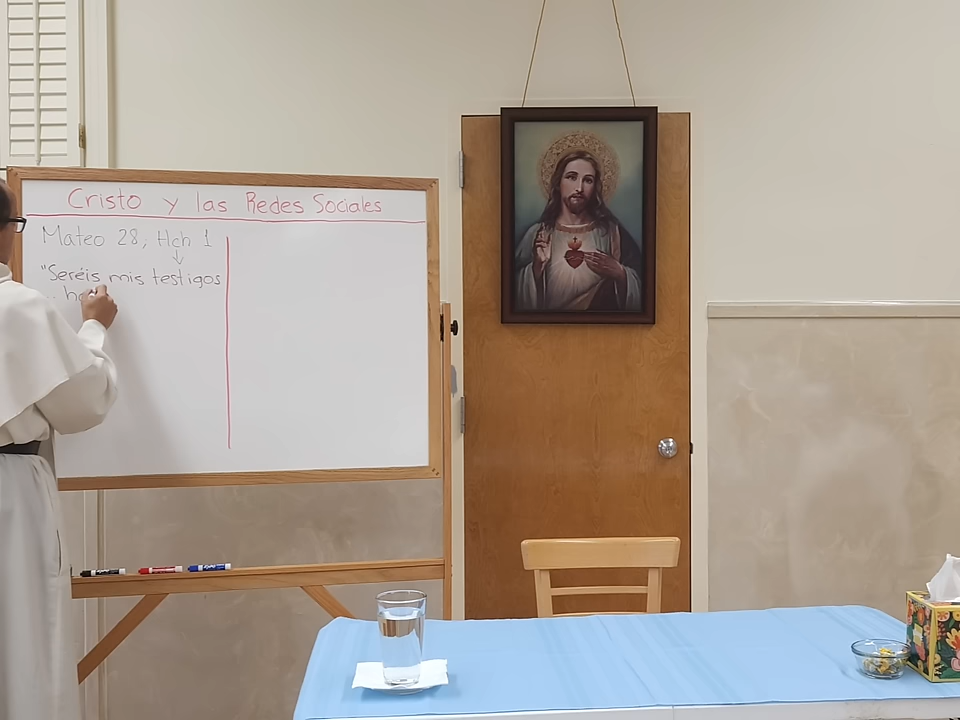 Cristo y las Redes Sociales
Mateo 28, Hch 1
"Seréis mis testigos